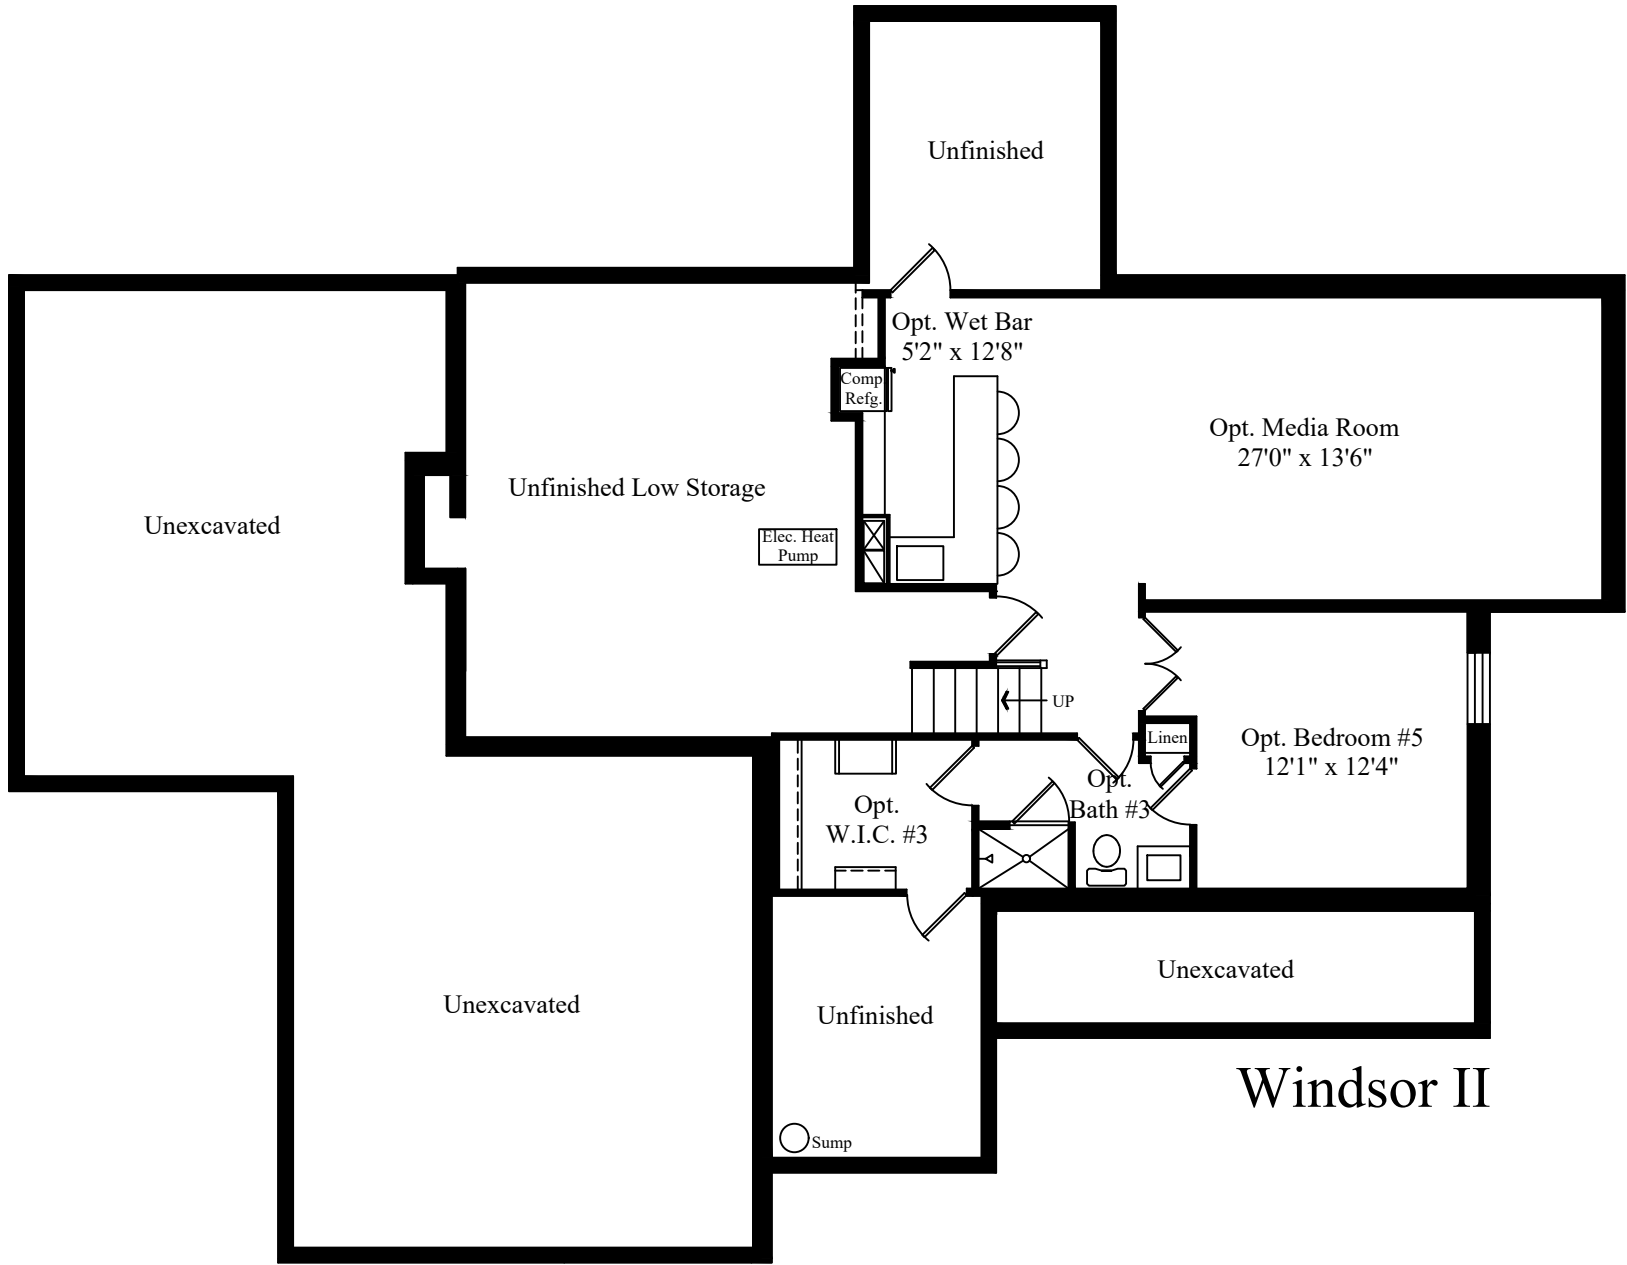 Unfinished
Opt. Wet Bar
5'2" x 12'8"
Comp
Refg.
Opt. Media Room
27'0" x 13'6"
Unfinished Low Storage
Unexcavated
Elec. Heat
Pump
UP
Linen
Opt. Bedroom #5
12'1" x 12'4"
Opt.
Bath #3
Opt.
W.I.C. #3
Unexcavated
Unexcavated
Unfinished
Windsor II
Sump